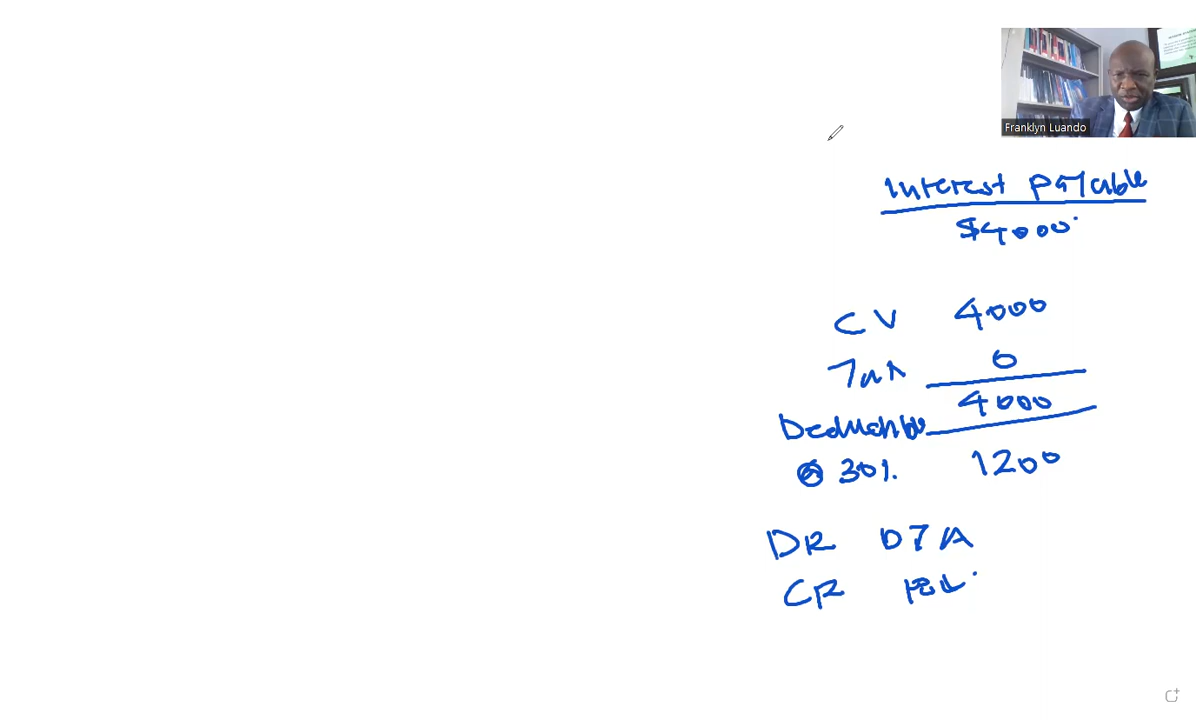 Franklyn Luando
Interest payable
$4000
CV 4000
Tax 0
Deductible 4000
@ 30% 1200
DR DTA
CR P&L